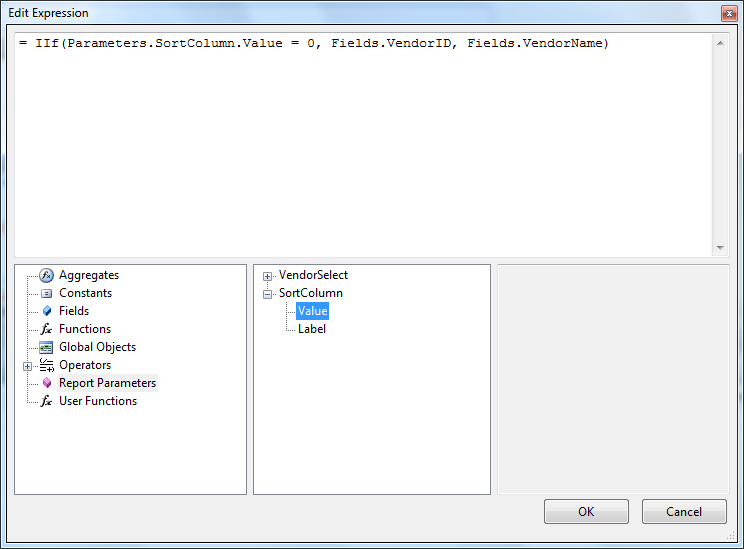 Edit Expression
= IIf(Parameters.SortColumn.Value = 0, Fields.VendorID, Fields.VendorName)
Aggregates
Constants
Fields
Functions
Global Objects
Operators
Report Parameters
User Functions
VendorSelect
SortColumn
Value
Label
OK
Cancel